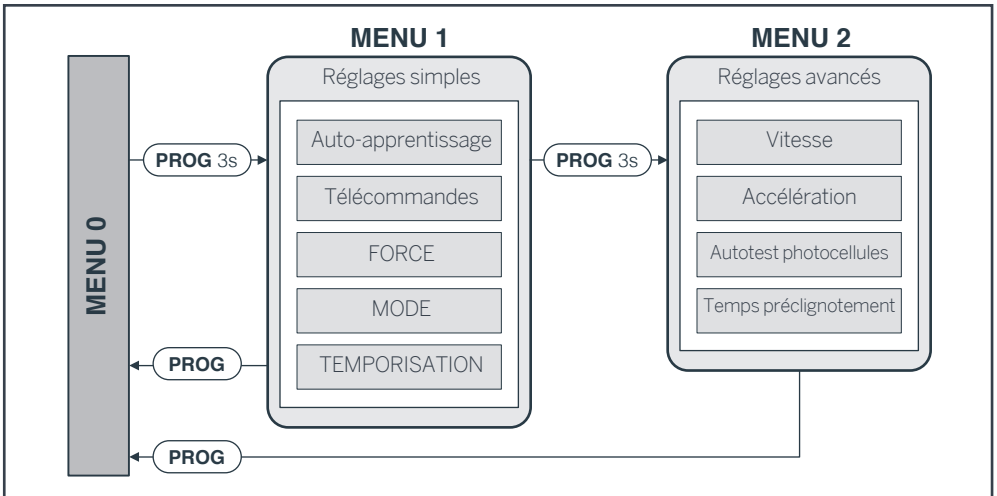 MENU 0
PROG 3s
PROG
PROG
MENU 1
Réglages simples
Auto-apprentissage
Télécommandes
FORCE
MODE
TEMPORISATION
PROG 3s
MENU 2
Réglages avancés
Vitesse
Accélération
Autotest photocellules
Temps préclignotement